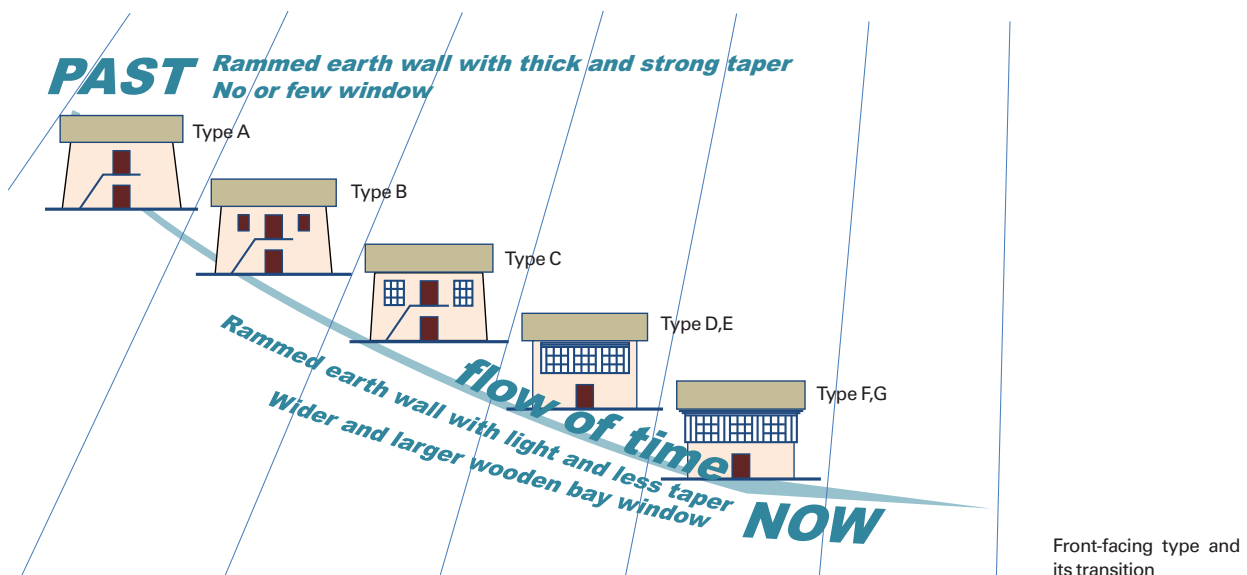 PAST
Rammed earth wall with thick and strong taper
No or few window
Type A
Type B
Type C
Type D,E
Type F,G
flow of time
Rammed earth wall with light and less taper
Wider and larger wooden bay window
NOW
Front-facing type and
its transition